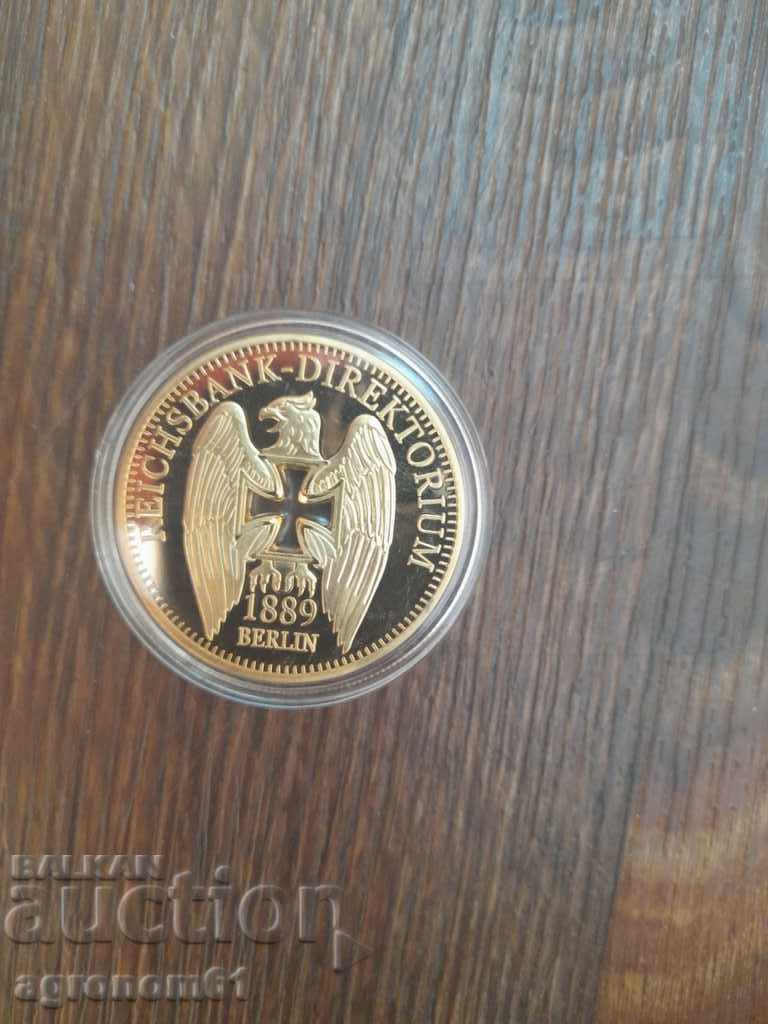 REICHSBANK-DIREKTORIUM
1889
BERLIN
BALKAN
auction
agronom61